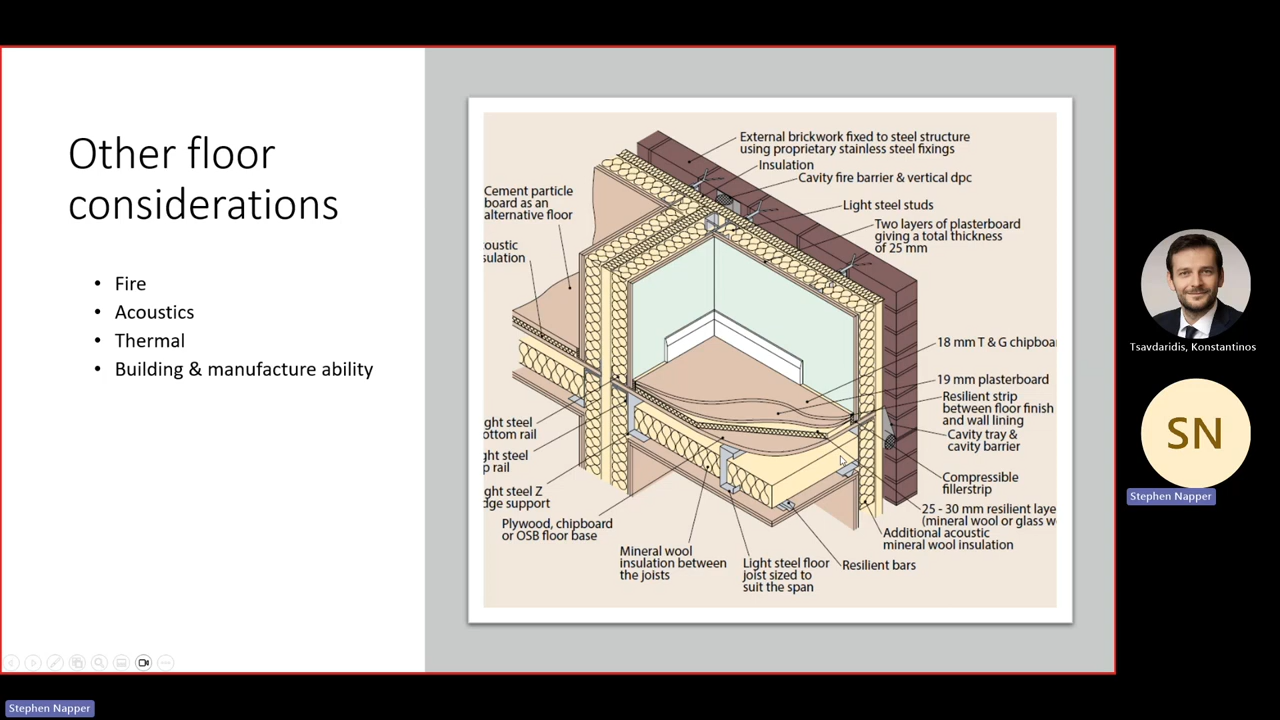 Other floor
considerations
• Fire
• Acoustics
• Thermal
• Building & manufacture ability
External brickwork fixed to steel structure
using proprietary stainless steel fixings
Insulation
Cavity fire barrier & vertical dpc
Light steel studs
Two layers of plasterboard
giving a total thickness
of 25 mm
Cement particle
board as an
alternative floor
oustic
sulation
18 mm T & G chipboa
19 mm plasterboard
Resilient strip
between floor finish
and wall lining
Cavity tray &
cavity barrier
Compressible
fillerstrip
25 - 30 mm resilient laye
(mineral wool or glass w
Additional acoustic
mineral wool insulation
Resilient bars
Light steel floor
joist sized to
suit the span
Mineral wool
insulation between
the joists
Plywood, chipboard
or OSB floor base
ght steel Z
dge support
ght steel
p rail
ght steel
ottom rail
Tsavdaridis, Konstantinos
SN
Stephen Napper
Stephen Napper